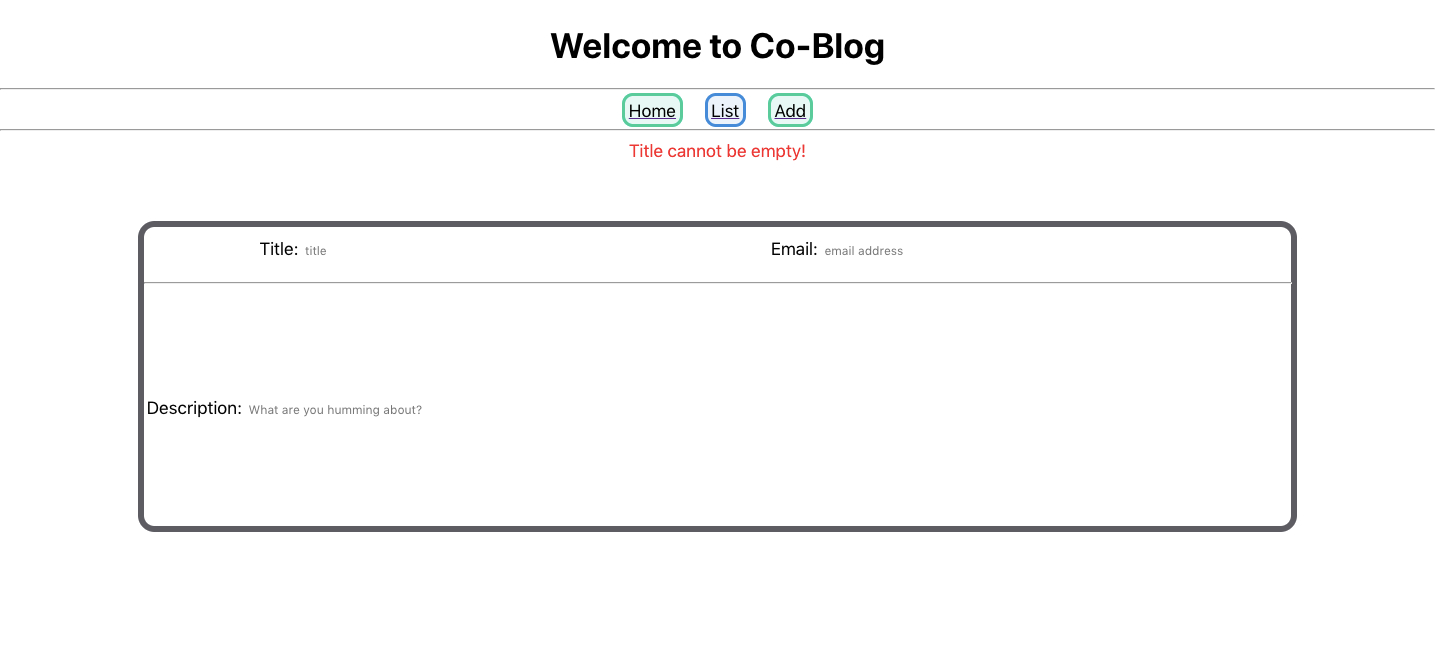 Welcome to Co-Blog
Home List Add
Title cannot be empty!
Title: title Email: email address
Description: What are you humming about?